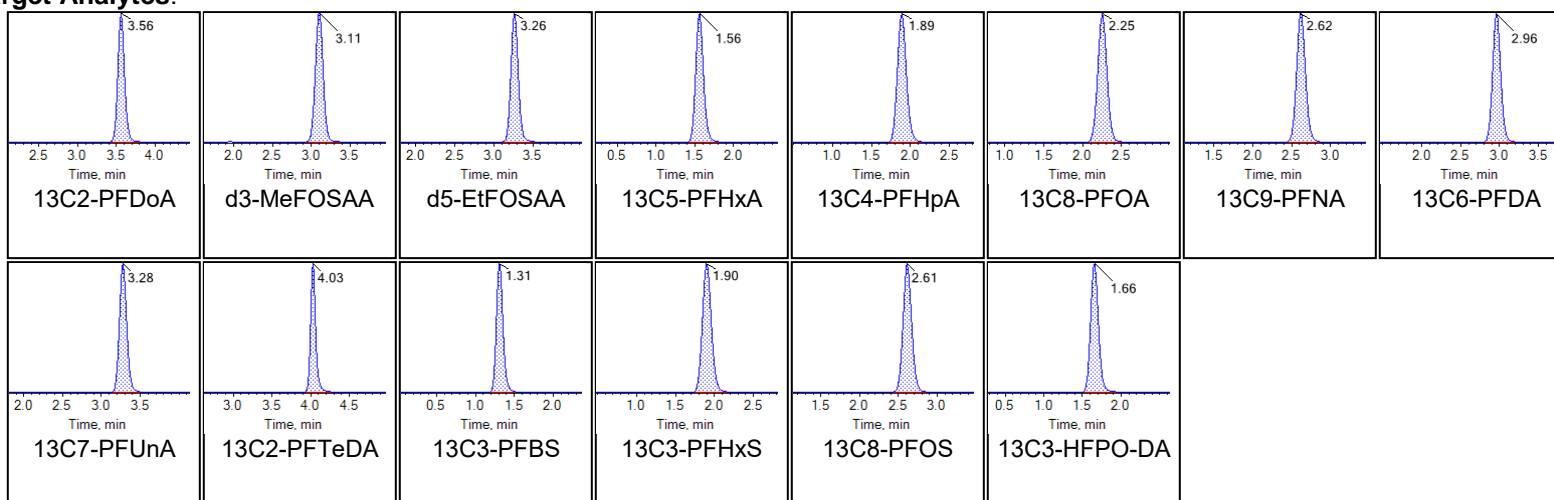 arget Analytes:
3.56
2.5 3.0 3.5 4.0
Time, min
13C2-PFDoA
3.11
2.0 2.5 3.0 3.5
Time, min
d3-MeFOSAA
3.26
2.0 2.5 3.0 3.5
Time, min
d5-EtFOSAA
1.56
0.5 1.0 1.5 2.0
Time, min
13C5-PFHxA
1.89
1.0 1.5 2.0 2.5
Time, min
13C4-PFHpA
2.25
1.0 1.5 2.0 2.5
Time, min
13C8-PFOA
2.62
1.5 2.0 2.5 3.0
Time, min
13C9-PFNA
2.96
2.0 2.5 3.0 3.5
Time, min
13C6-PFDA
3.28
2.0 2.5 3.0 3.5
Time, min
13C7-PFUnA
4.03
3.0 3.5 4.0 4.5
Time, min
13C2-PFTeDA
1.31
0.5 1.0 1.5 2.0
Time, min
13C3-PFBS
1.90
1.0 1.5 2.0 2.5
Time, min
13C3-PFHxS
2.61
1.5 2.0 2.5 3.0
Time, min
13C8-PFOS
1.66
0.5 1.0 1.5 2.0
Time, min
13C3-HFPO-DA